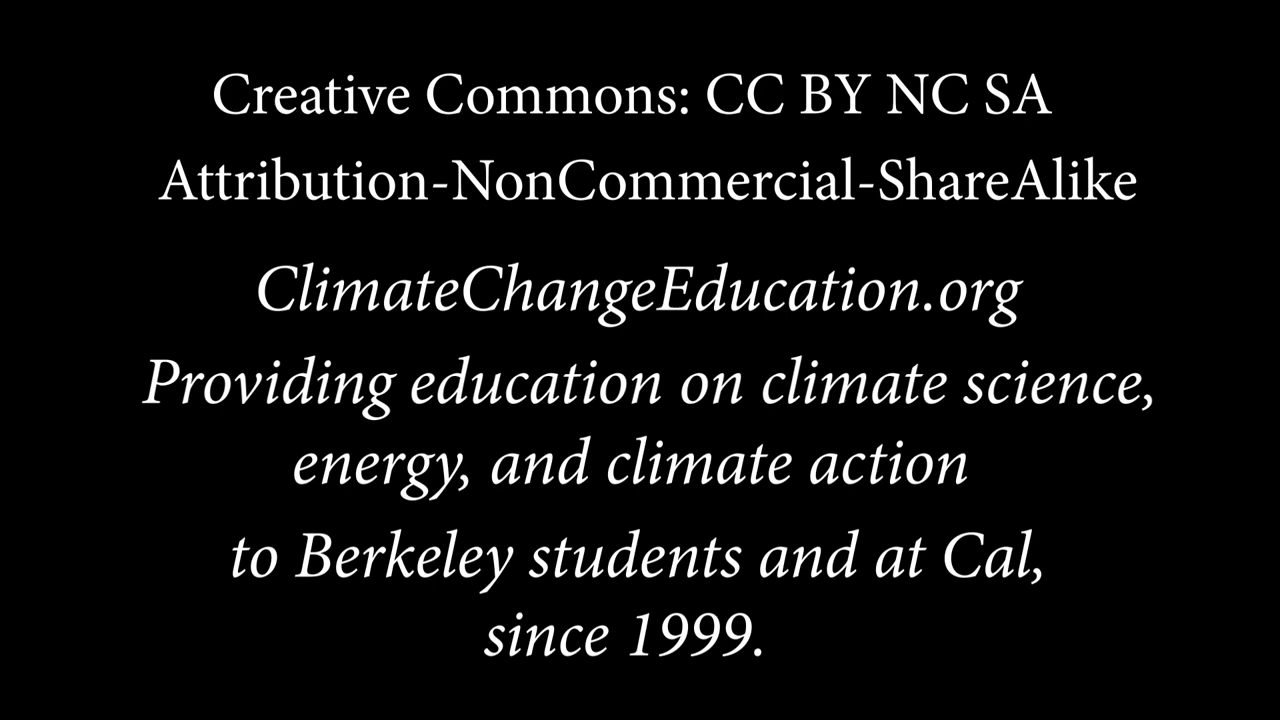 Creative Commons: CC BY NC SA
Attribution-NonCommercial-ShareAlike
ClimateChangeEducation.org
Providing education on climate science,
energy, and climate action
to Berkeley students and at Cal,
since 1999.